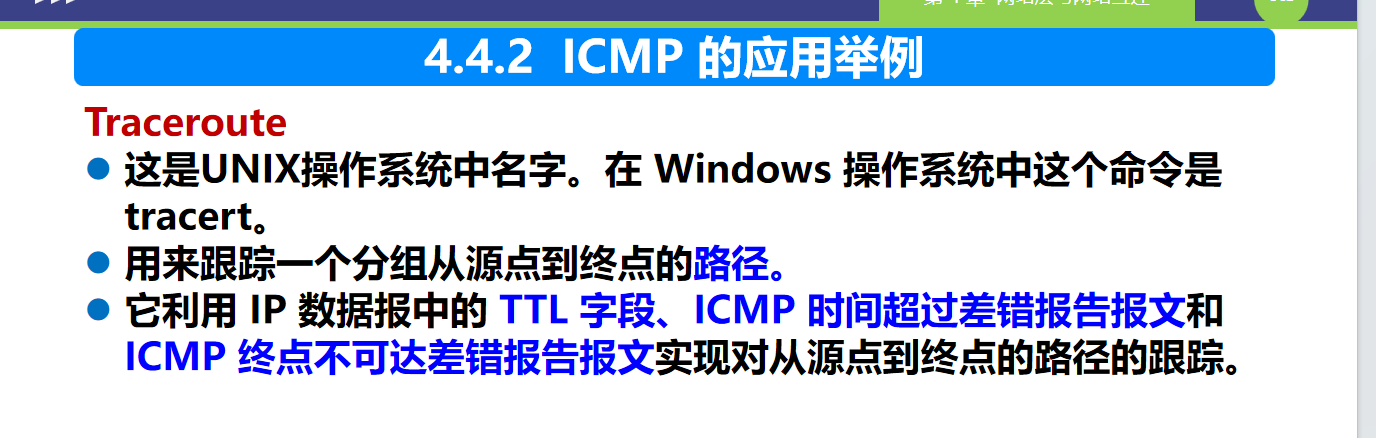 4.4.2 ICMP 的应用举例
Traceroute
● 这是UNIX操作系统中名字。在 Windows 操作系统中这个命令是
tracert。
● 用来跟踪一个分组从源点到终点的路径。
● 它利用 IP 数据报中的 TTL 字段、ICMP 时间超过差错报告报文和
ICMP 终点不可达差错报告报文实现对从源点到终点的路径的跟踪。